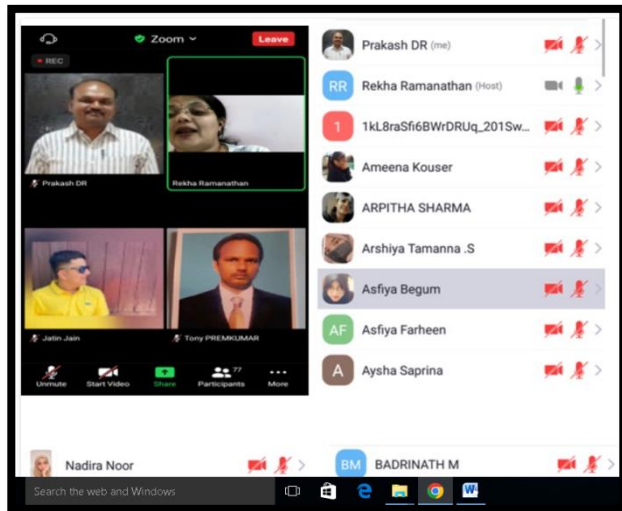 Zoom
Leave
REC
Prakash DR
Rekha Ramanathan
Jatin Jain
Tony PREMKUMAR
Unmute
Start Video
Share
77
Participants
More
Prakash DR (me)
RR
Rekha Ramanathan (Host)
1
1kL8raSfi6BWrDRUq_201Sw...
Ameena Kouser
ARPITHA SHARMA
Arshiya Tamanna .S
Asfiya Begum
AF
Asfiya Farheen
A
Aysha Saprina
Nadira Noor
BM
BADRINATH M
Search the web and Windows